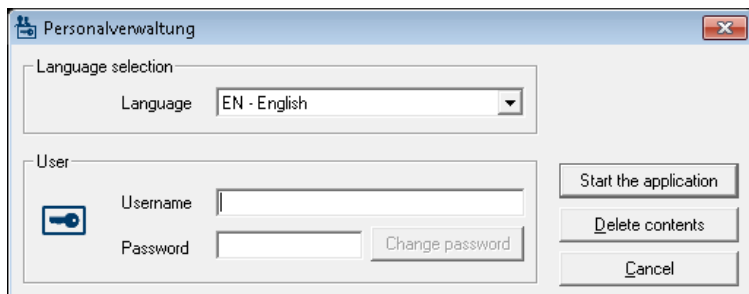 Personalverwaltung
Language selection
Language EN - English
User
Username
Password Change password
Start the application
Delete contents
Cancel